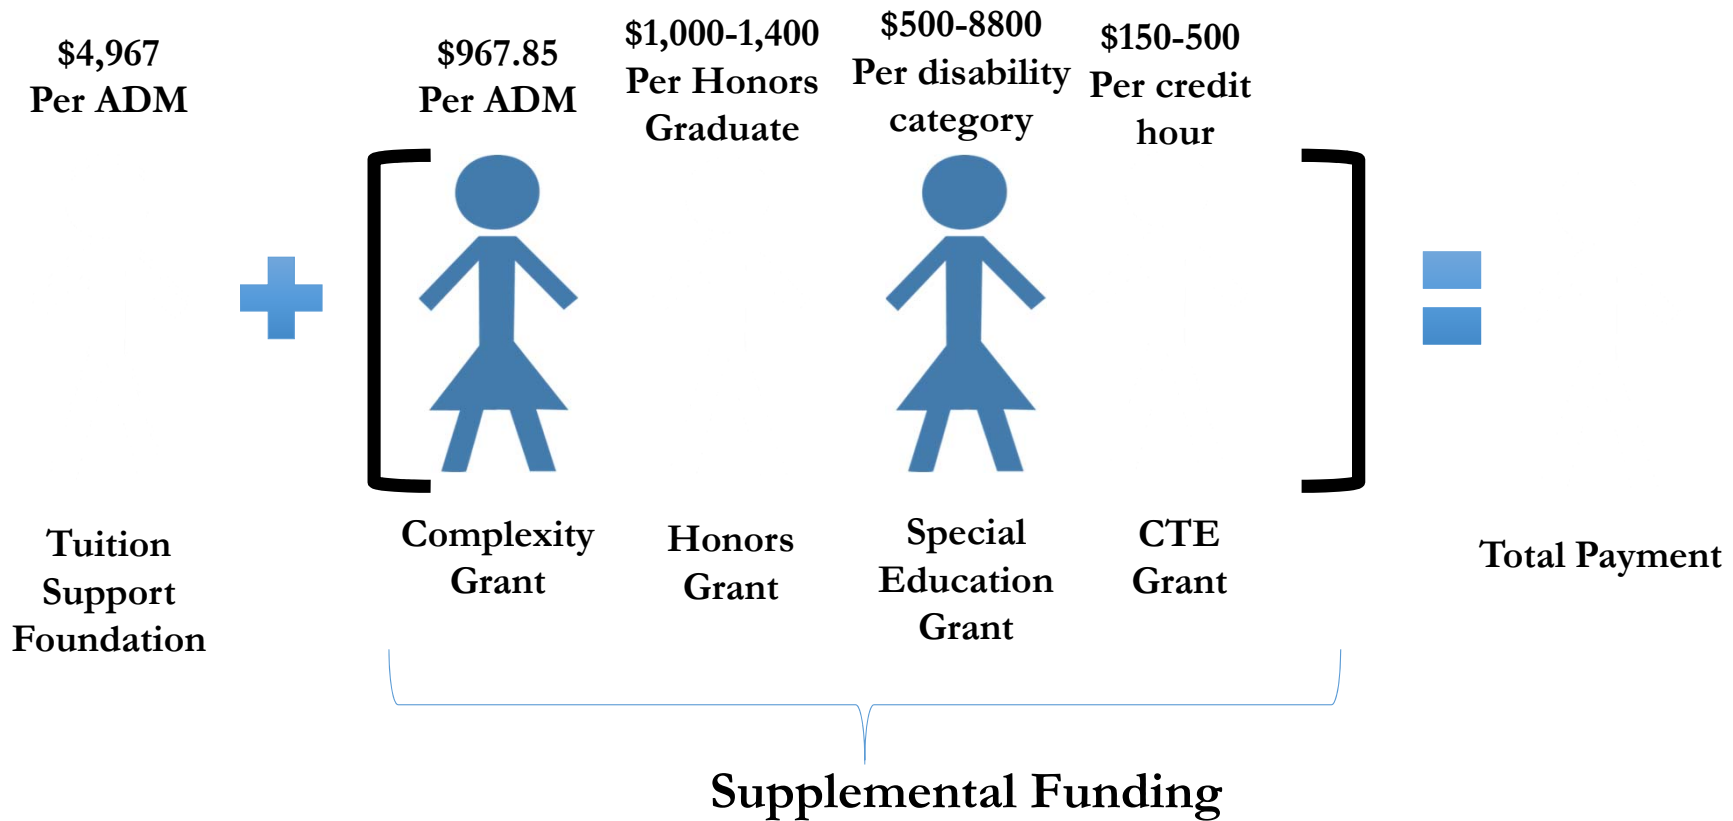 $4,967
Per ADM
$967.85
Per ADM
$1,000-1,400
Per Honors
Graduate
$500-8800
Per disability
category
$150-500
Per credit
hour
Tuition
Support
Foundation
Complexity
Grant
Honors
Grant
Special
Education
Grant
CTE
Grant
Total Payment
Supplemental Funding